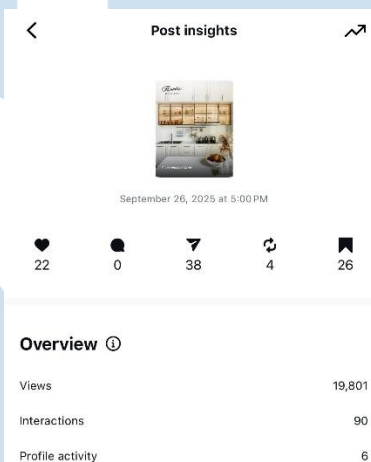 Post insights
September 26, 2025 at 5:00 PM
22 0 38 4 26
Overview
Views 19,801
Interactions 90
Profile activity 6